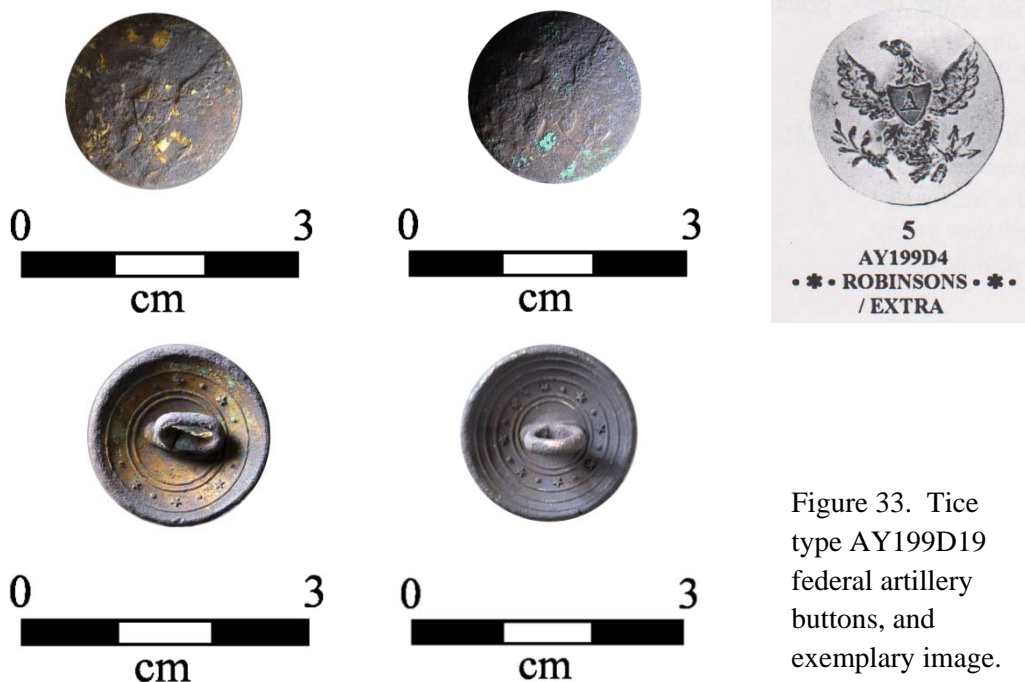 0 3
cm
0 3
cm
A
5
AY199D4
• * • ROBINSONS • * •
/ EXTRA
0 3
cm
0 3
cm
Figure 33. Tice
type AY199D19
federal artillery
buttons, and
exemplary image.